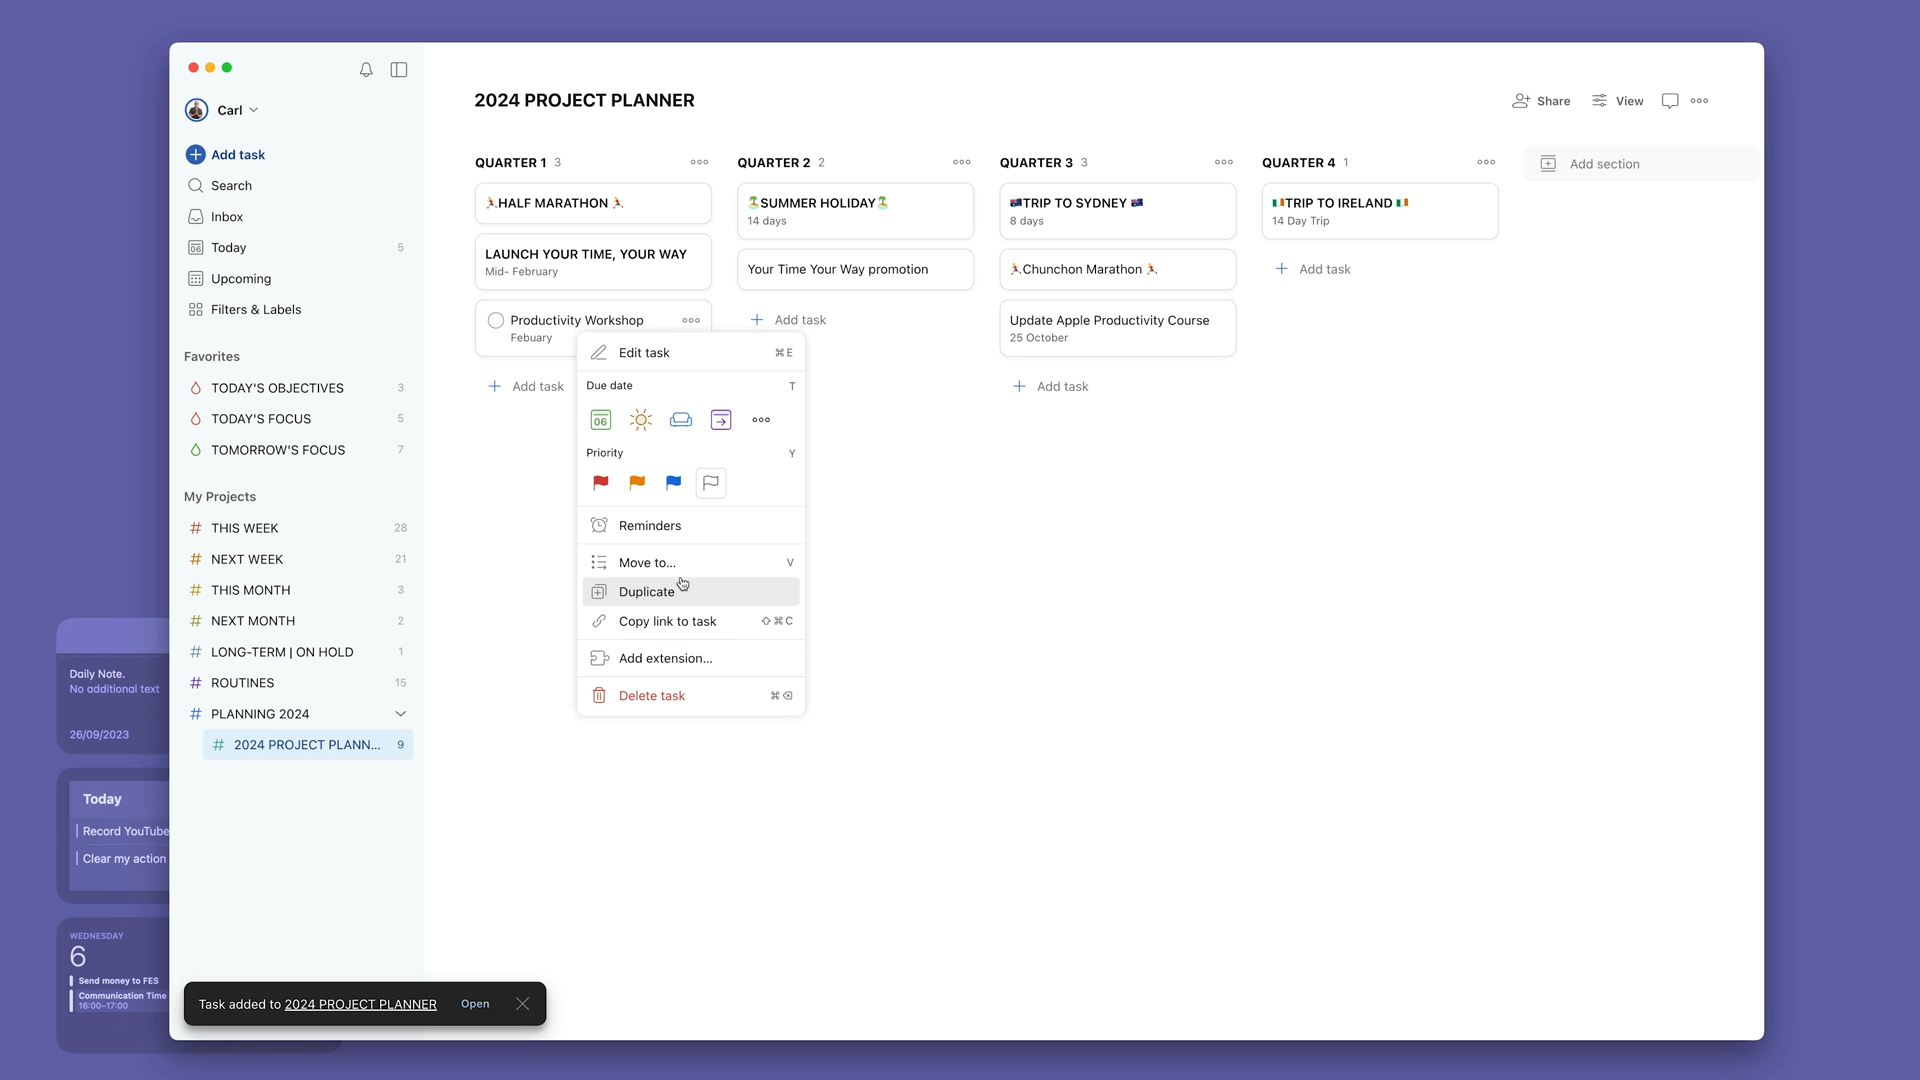 Carl
Add task
Search
Inbox
06
Today 5
Upcoming
Filters & Labels
Favorites
TODAY'S OBJECTIVES 3
TODAY'S FOCUS 5
TOMORROW'S FOCUS 7
My Projects
# THIS WEEK 28
# NEXT WEEK 21
# THIS MONTH 3
# NEXT MONTH 2
# LONG-TERM | ON HOLD 1
# ROUTINES 15
# PLANNING 2024
# 2024 PROJECT PLANN... 9
2024 PROJECT PLANNER
Share
View
QUARTER 1 3
🏃HALF MARATHON 🏃
LAUNCH YOUR TIME, YOUR WAY
Mid- February
Productivity Workshop
Febuary
Add task
QUARTER 2 2
🏝️SUMMER HOLIDAY🏝️
14 days
Your Time Your Way promotion
Add task
QUARTER 3 3
🇦🇺TRIP TO SYDNEY 🇦🇺
8 days
🏃Chunchon Marathon 🏃
Update Apple Productivity Course
25 October
Add task
QUARTER 4 1
🇮🇪TRIP TO IRELAND 🇮🇪
14 Day Trip
Add task
Add section
Edit task ⌘ E
Due date T
06
Priority Y
Reminders
Move to... V
Duplicate
Copy link to task ⇧ ⌘ C
Add extension...
Delete task ⌘ ⌫
Daily Note.
No additional text
26/09/2023
Today
Record YouTube
Clear my action
WEDNESDAY
6
Send money to FES
Communication Time
16:00–17:00
Task added to 2024 PROJECT PLANNER Open